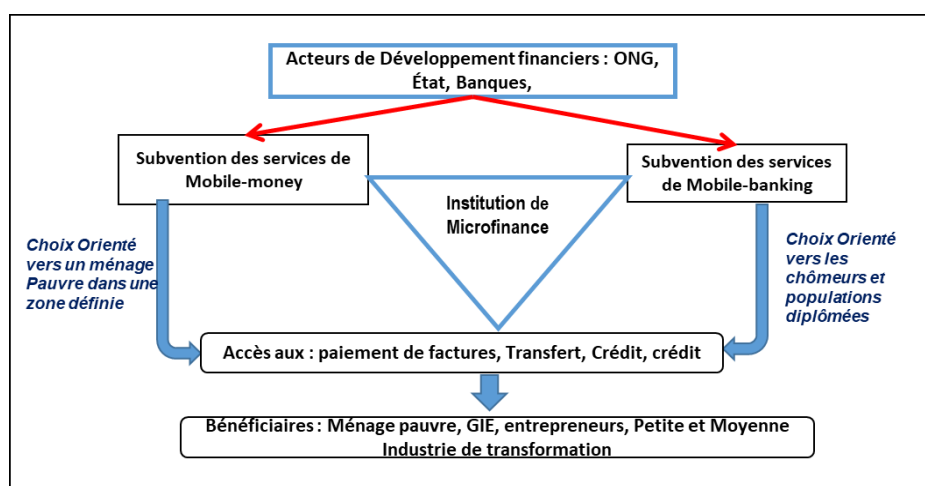 Acteurs de Développement financiers : ONG,
État, Banques,
Subvention des services de
Mobile-money
Subvention des services
de Mobile-banking
Institution de
Microfinance
Choix Orienté
vers un ménage
Pauvre dans une
zone définie
Choix Orienté
vers les
chômeurs et
populations
diplômées
Accès aux : paiement de factures, Transfert, Crédit, crédit
Bénéficiaires : Ménage pauvre, GIE, entrepreneurs, Petite et Moyenne
Industrie de transformation